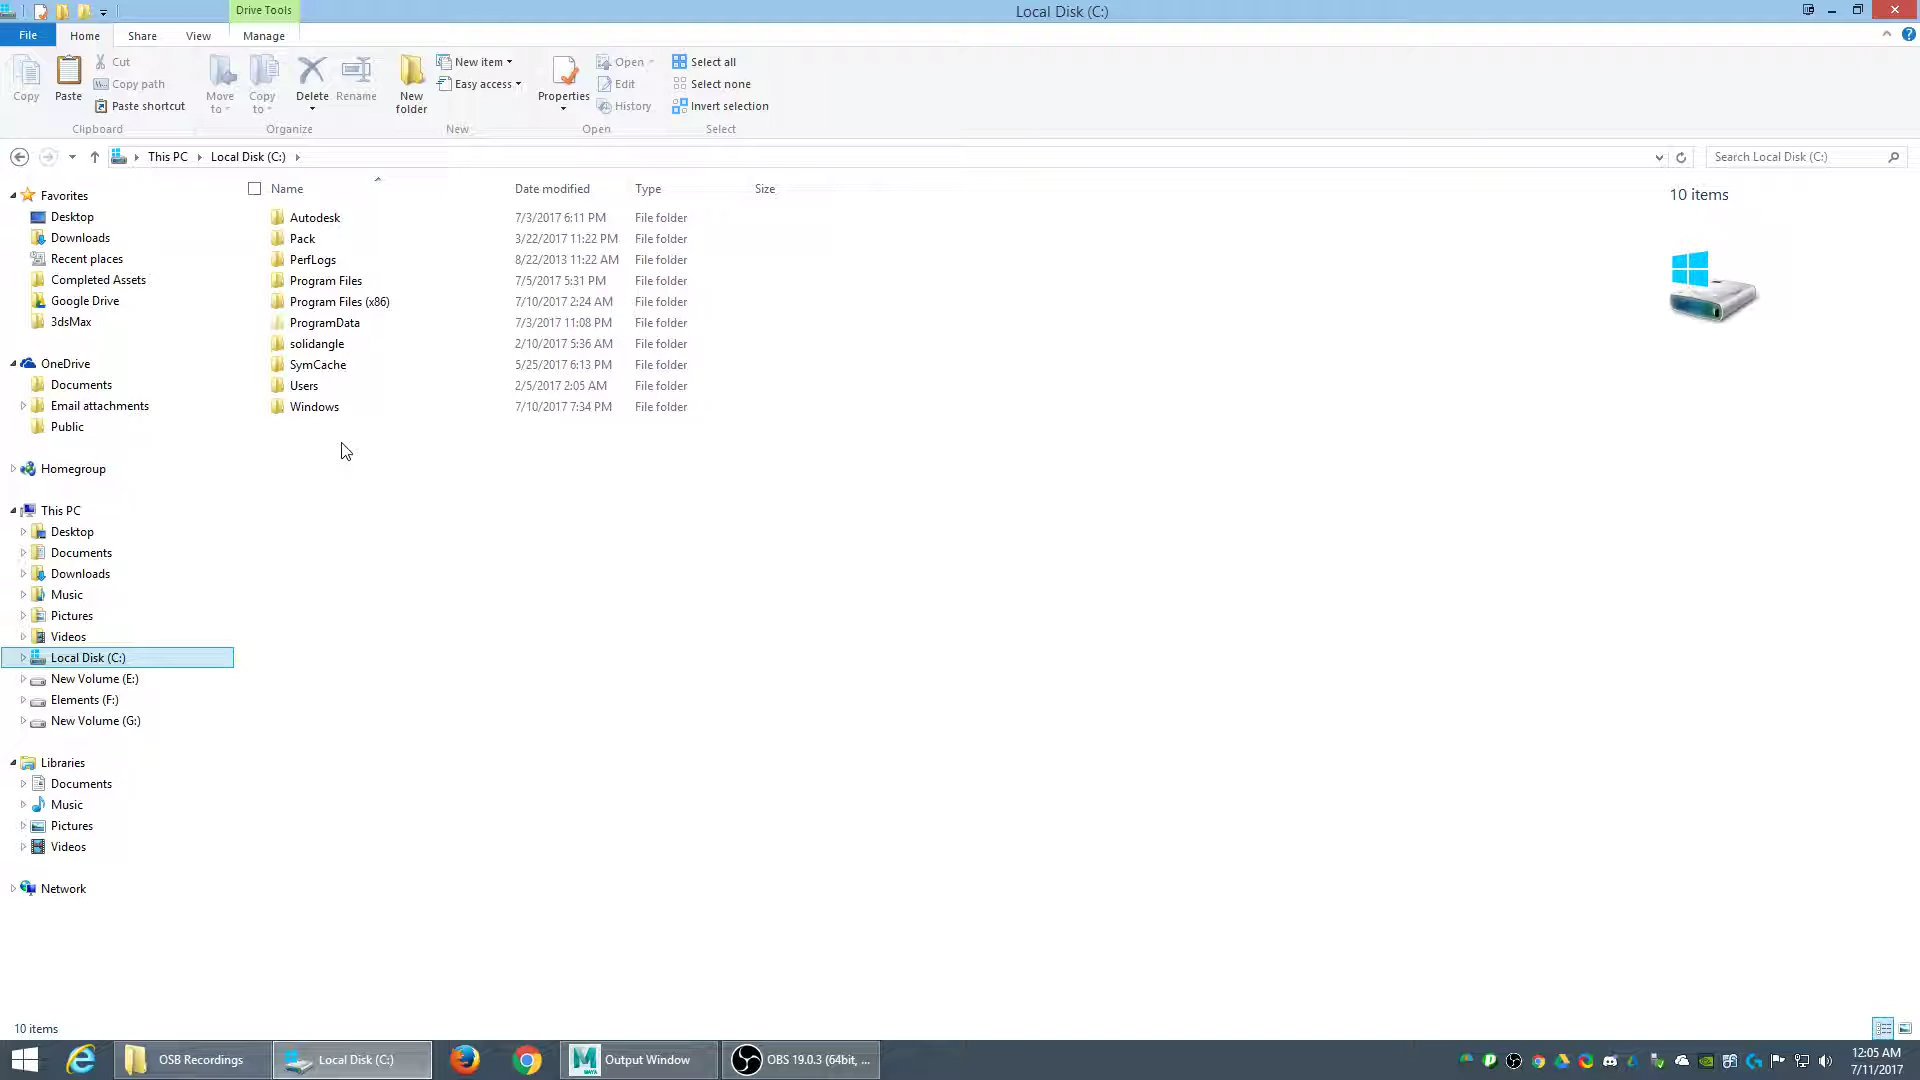 Drive Tools
Local Disk (C:)
File
Home
Share
View
Manage
Copy
Paste
Cut
Copy path
Paste shortcut
Clipboard
Move to
Copy to
Delete
Rename
Organize
New folder
New item
Easy access
New
Properties
Open
Edit
History
Open
Select all
Select none
Invert selection
Select
This PC
Local Disk (C:)
Search Local Disk (C:)
Name
Date modified
Type
Size
Autodesk 7/3/2017 6:11 PM File folder
Pack 3/22/2017 11:22 PM File folder
PerfLogs 8/22/2013 11:22 AM File folder
Program Files 7/5/2017 5:31 PM File folder
Program Files (x86) 7/10/2017 2:24 AM File folder
ProgramData 7/3/2017 11:08 PM File folder
solidangle 2/10/2017 5:36 AM File folder
SymCache 5/25/2017 6:13 PM File folder
Users 2/5/2017 2:05 AM File folder
Windows 7/10/2017 7:34 PM File folder
10 items
Favorites
Desktop
Downloads
Recent places
Completed Assets
Google Drive
3dsMax
OneDrive
Documents
Email attachments
Public
Homegroup
This PC
Desktop
Documents
Downloads
Music
Pictures
Videos
Local Disk (C:)
New Volume (E:)
Elements (F:)
New Volume (G:)
Libraries
Documents
Music
Pictures
Videos
Network
10 items
OSB Recordings
Local Disk (C:)
MAYA
Output Window
OBS 19.0.3 (64bit, ...
12:05 AM
7/11/2017